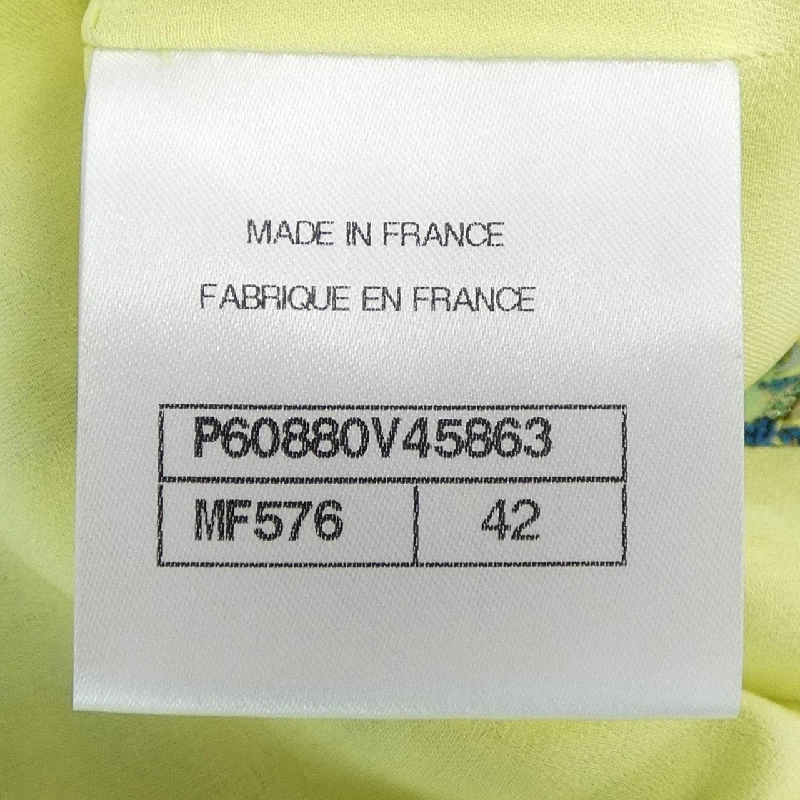 MADE IN FRANCE
FABRIQUE EN FRANCE
P60880V45863
MF576 42